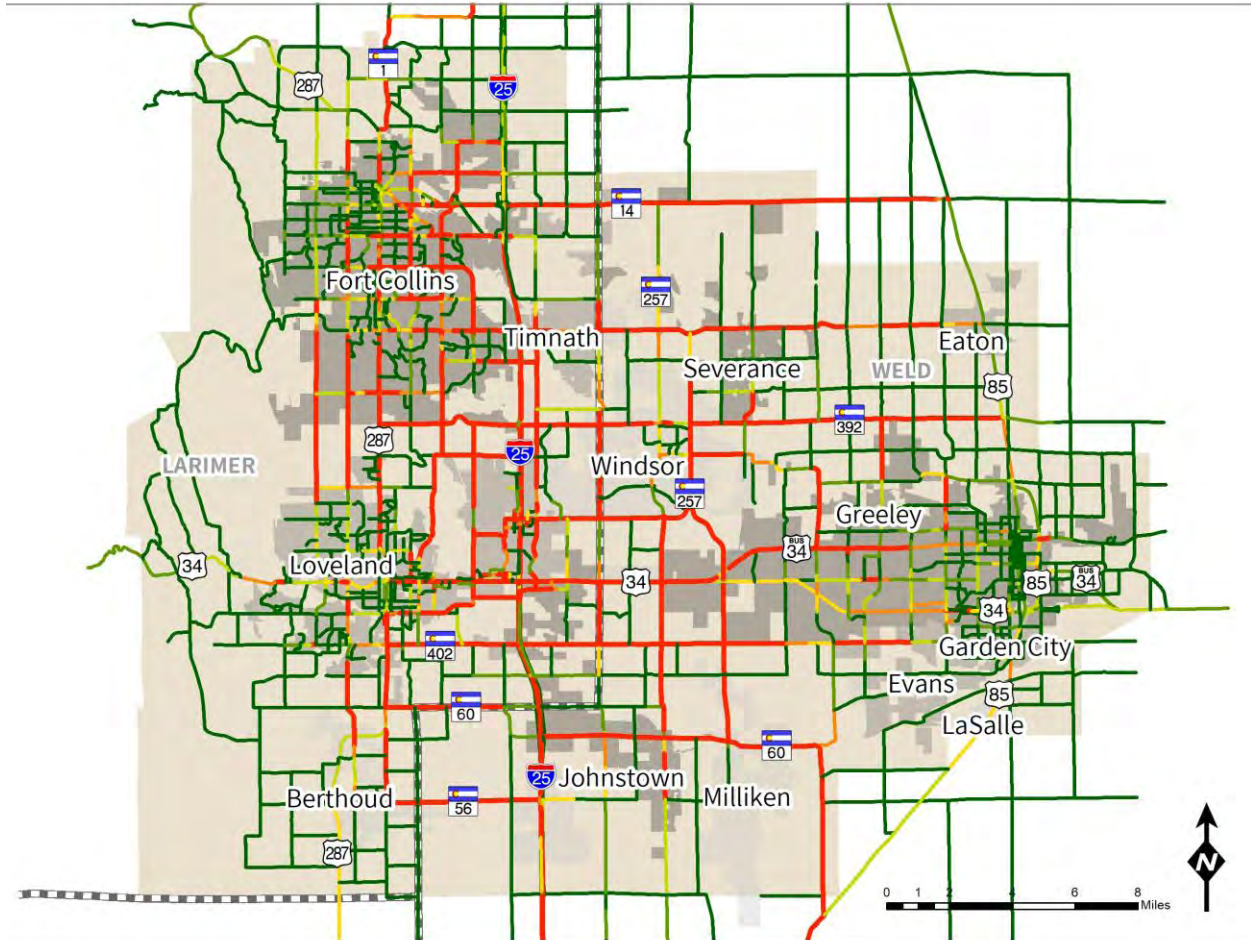 1
287
25
14
Fort Collins
257
Timnath
Eaton
Severance
WELD
85
392
287
LARIMER
25
Windsor
257
Greeley
34
Loveland
BUS
34
34
85
BUS
34
34
402
Garden City
Evans
85
60
LaSalle
60
25
Johnstown
Berthoud
56
Milliken
287
N
0 1 2 4 6 8
Miles